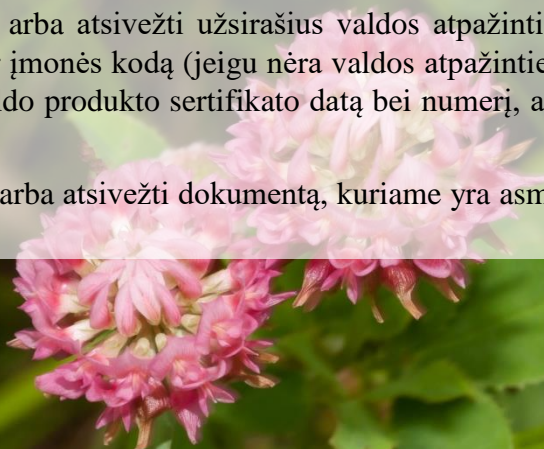 arba atsivežti užsirašius valdos atpažinti
įmonės kodą (jeigu nėra valdos atpažintie
do produkto sertifikato datą bei numerį, a
arba atsivežti dokumentą, kuriame yra asm